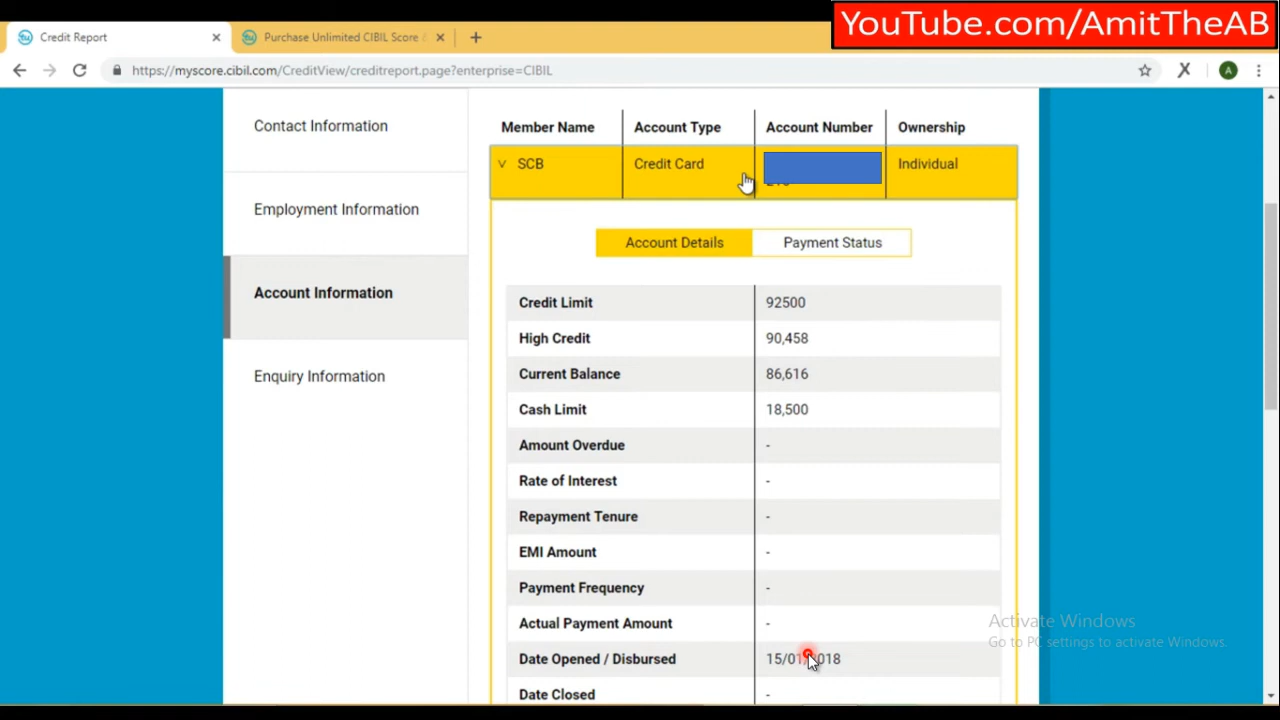 YouTube.com/AmitTheAB
Credit Report
Purchase Unlimited CIBIL Score &
https://myscore.cibil.com/CreditView/creditreport.page?enterprise=CIBIL
A
Contact Information
Employment Information
Account Information
Enquiry Information
Member Name Account Type Account Number Ownership
SCB Credit Card Individual
Account Details Payment Status
Credit Limit 92500
High Credit 90,458
Current Balance 86,616
Cash Limit 18,500
Amount Overdue -
Rate of Interest -
Repayment Tenure -
EMI Amount -
Payment Frequency -
Actual Payment Amount -
Date Opened / Disbursed
Date Closed -
Activate Windows
Go to PC settings to activate Windows.